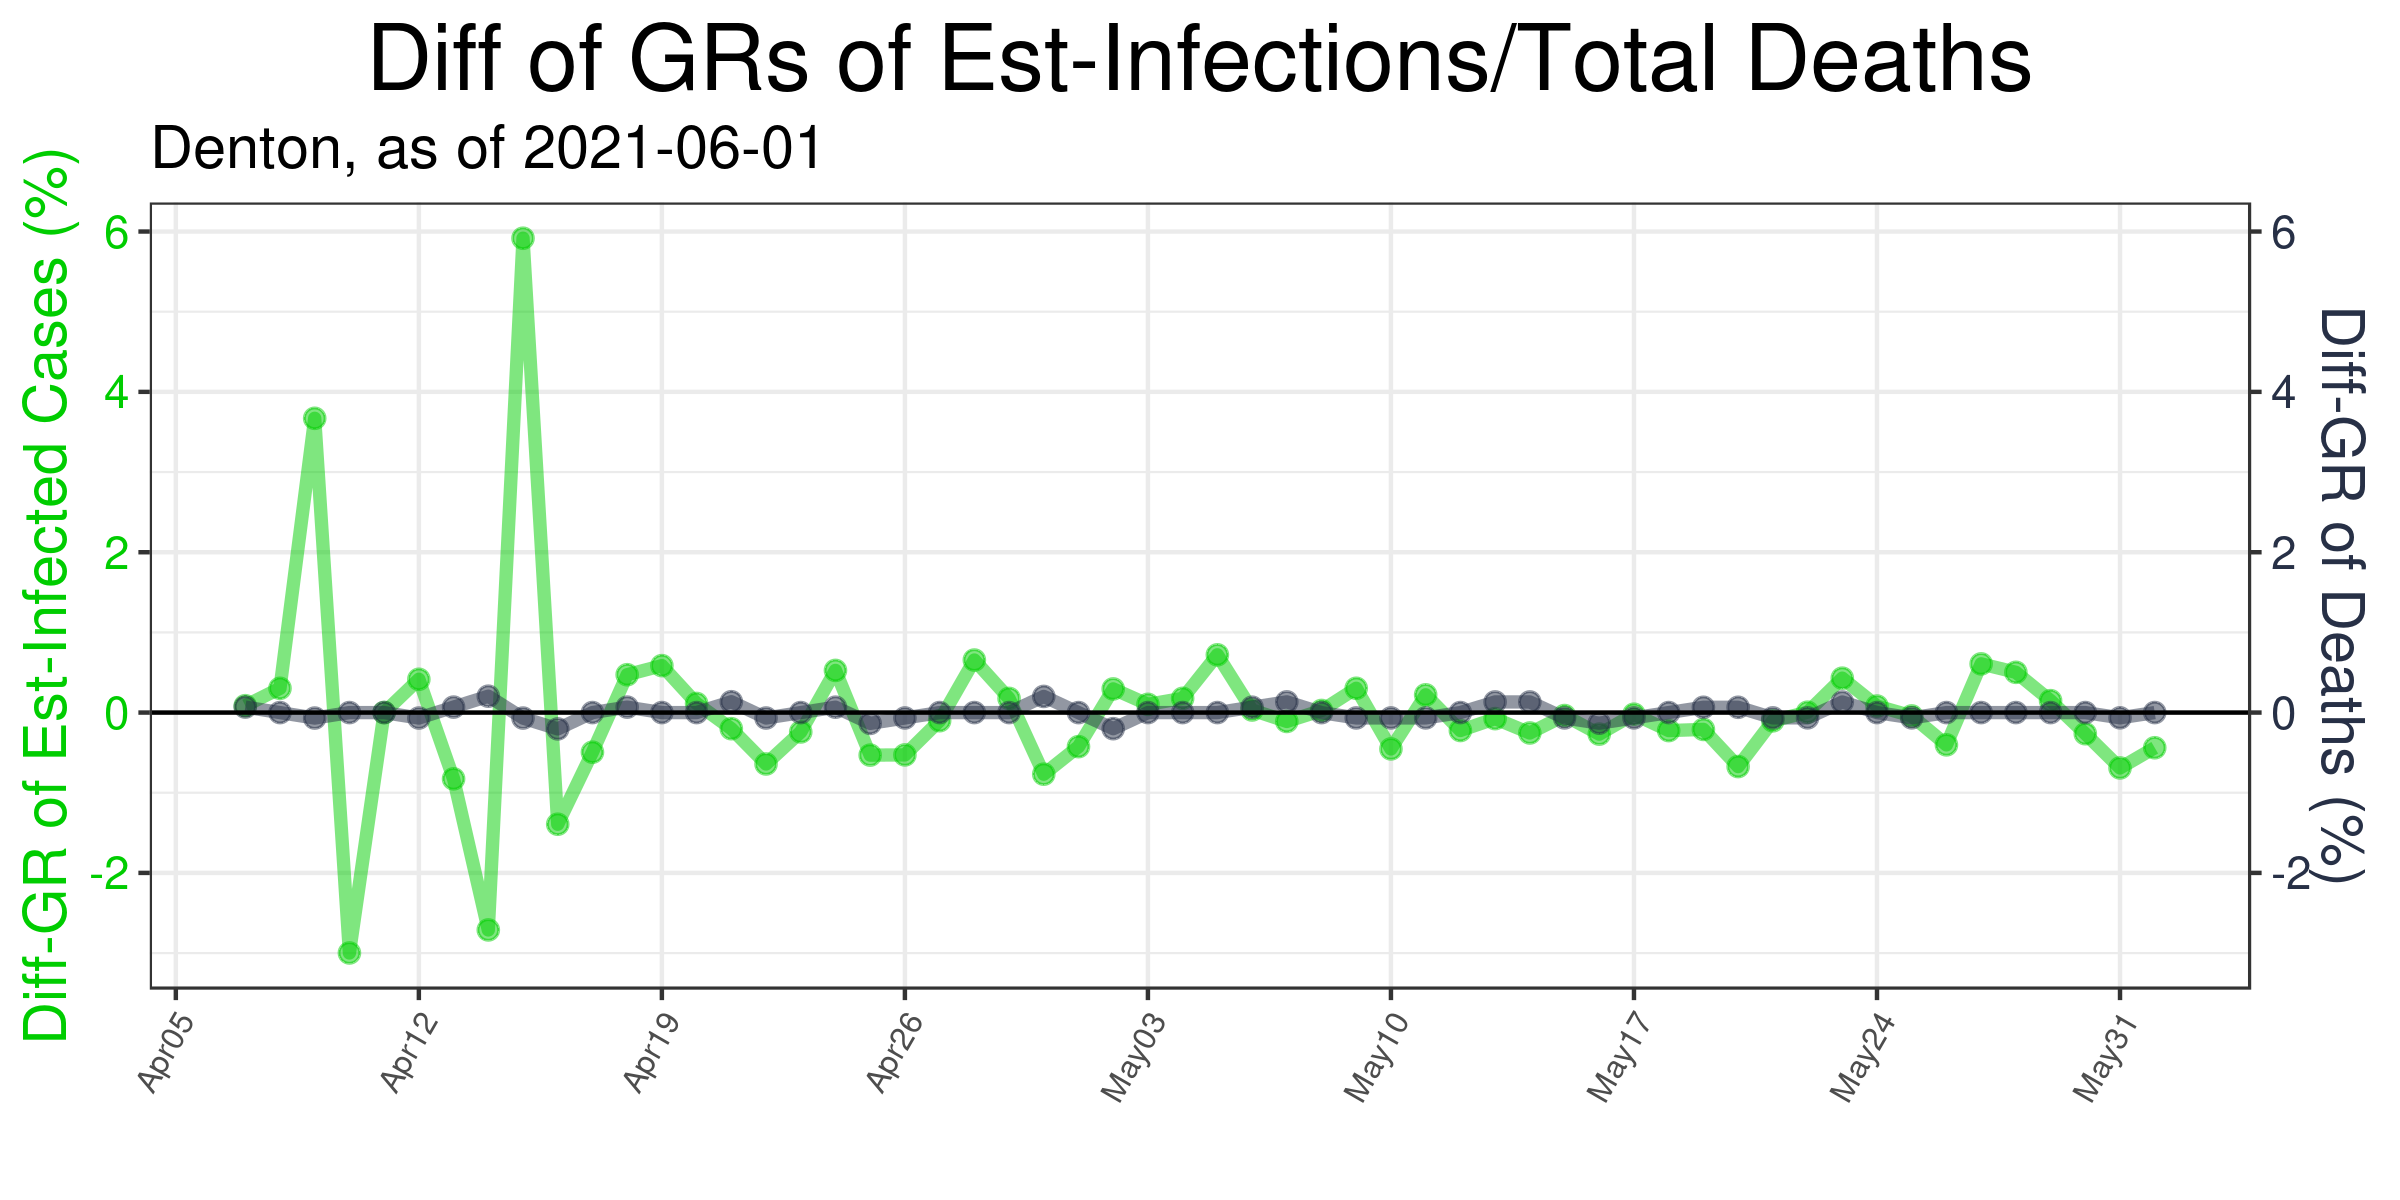 Diff of GRs of Est-Infections/Total Deaths
Denton, as of 2021-06-01
Diff-GR of Est-Infected Cases (%)
6
4
2
0
-2
6
4
2
0
-2
Diff-GR of Deaths (%)
Apr05
Apr12
Apr19
Apr26
May03
May10
May17
May24
May31